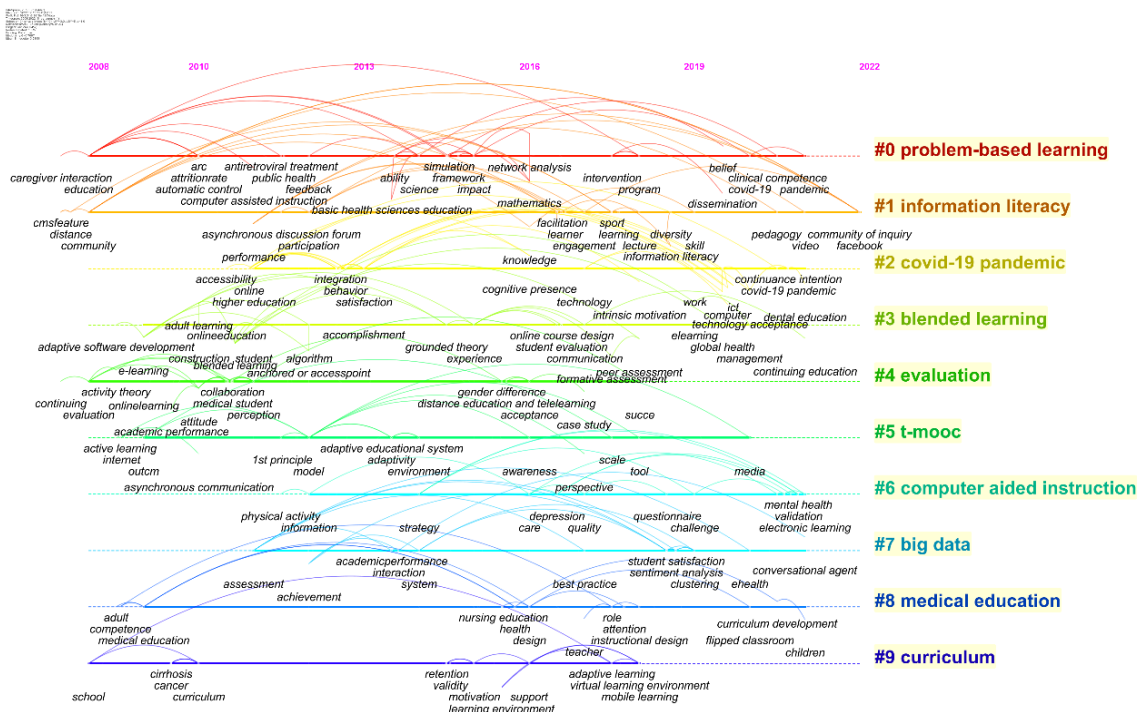 2008 2010 2013 2016 2019 2022
#0 problem-based learning
arc antiretroviral treatment simulation network analysis belief
caregiver interaction attritionrate public health ability framework intervention clinical competence
education automatic control feedback science impact program covid-19 pandemic
computer assisted instruction mathematics dissemination
basic health sciences education
#1 information literacy
cmsfeature facilitation sport
distance asynchronous discussion forum learner learning diversity pedagogy community of inquiry
community participation engagement lecture skill video facebook
performance knowledge information literacy
#2 covid-19 pandemic
accessibility integration continuance intention
online behavior cognitive presence covid-19 pandemic
higher education satisfaction technology work ict
intrinsic motivation computer dental education
adult learning technology acceptance
#3 blended learning
onlineeducation accomplishment online course design elearning
adaptive software development grounded theory student evaluation global health
construction student algorithm experience communication management
e-learning blended learning anchored or accesspoint peer assessment continuing education
formative assessment
#4 evaluation
activity theory collaboration gender difference
continuing onlinelearning medical student distance education and telelearning
evaluation attitude perception acceptance succe
academic performance case study
#5 t-mooc
active learning adaptive educational system
internet 1st principle adaptivity scale
outcm model environment awareness tool media
asynchronous communication perspective
#6 computer aided instruction
mental health
physical activity depression questionnaire validation
information strategy care quality challenge electronic learning
#7 big data
academicperformance student satisfaction
interaction sentiment analysis conversational agent
assessment system best practice clustering ehealth
achievement
#8 medical education
adult nursing education role
competence health attention curriculum development
medical education design instructional design flipped classroom
teacher children
#9 curriculum
cirrhosis retention adaptive learning
cancer validity virtual learning environment
school curriculum motivation support mobile learning
learning environment